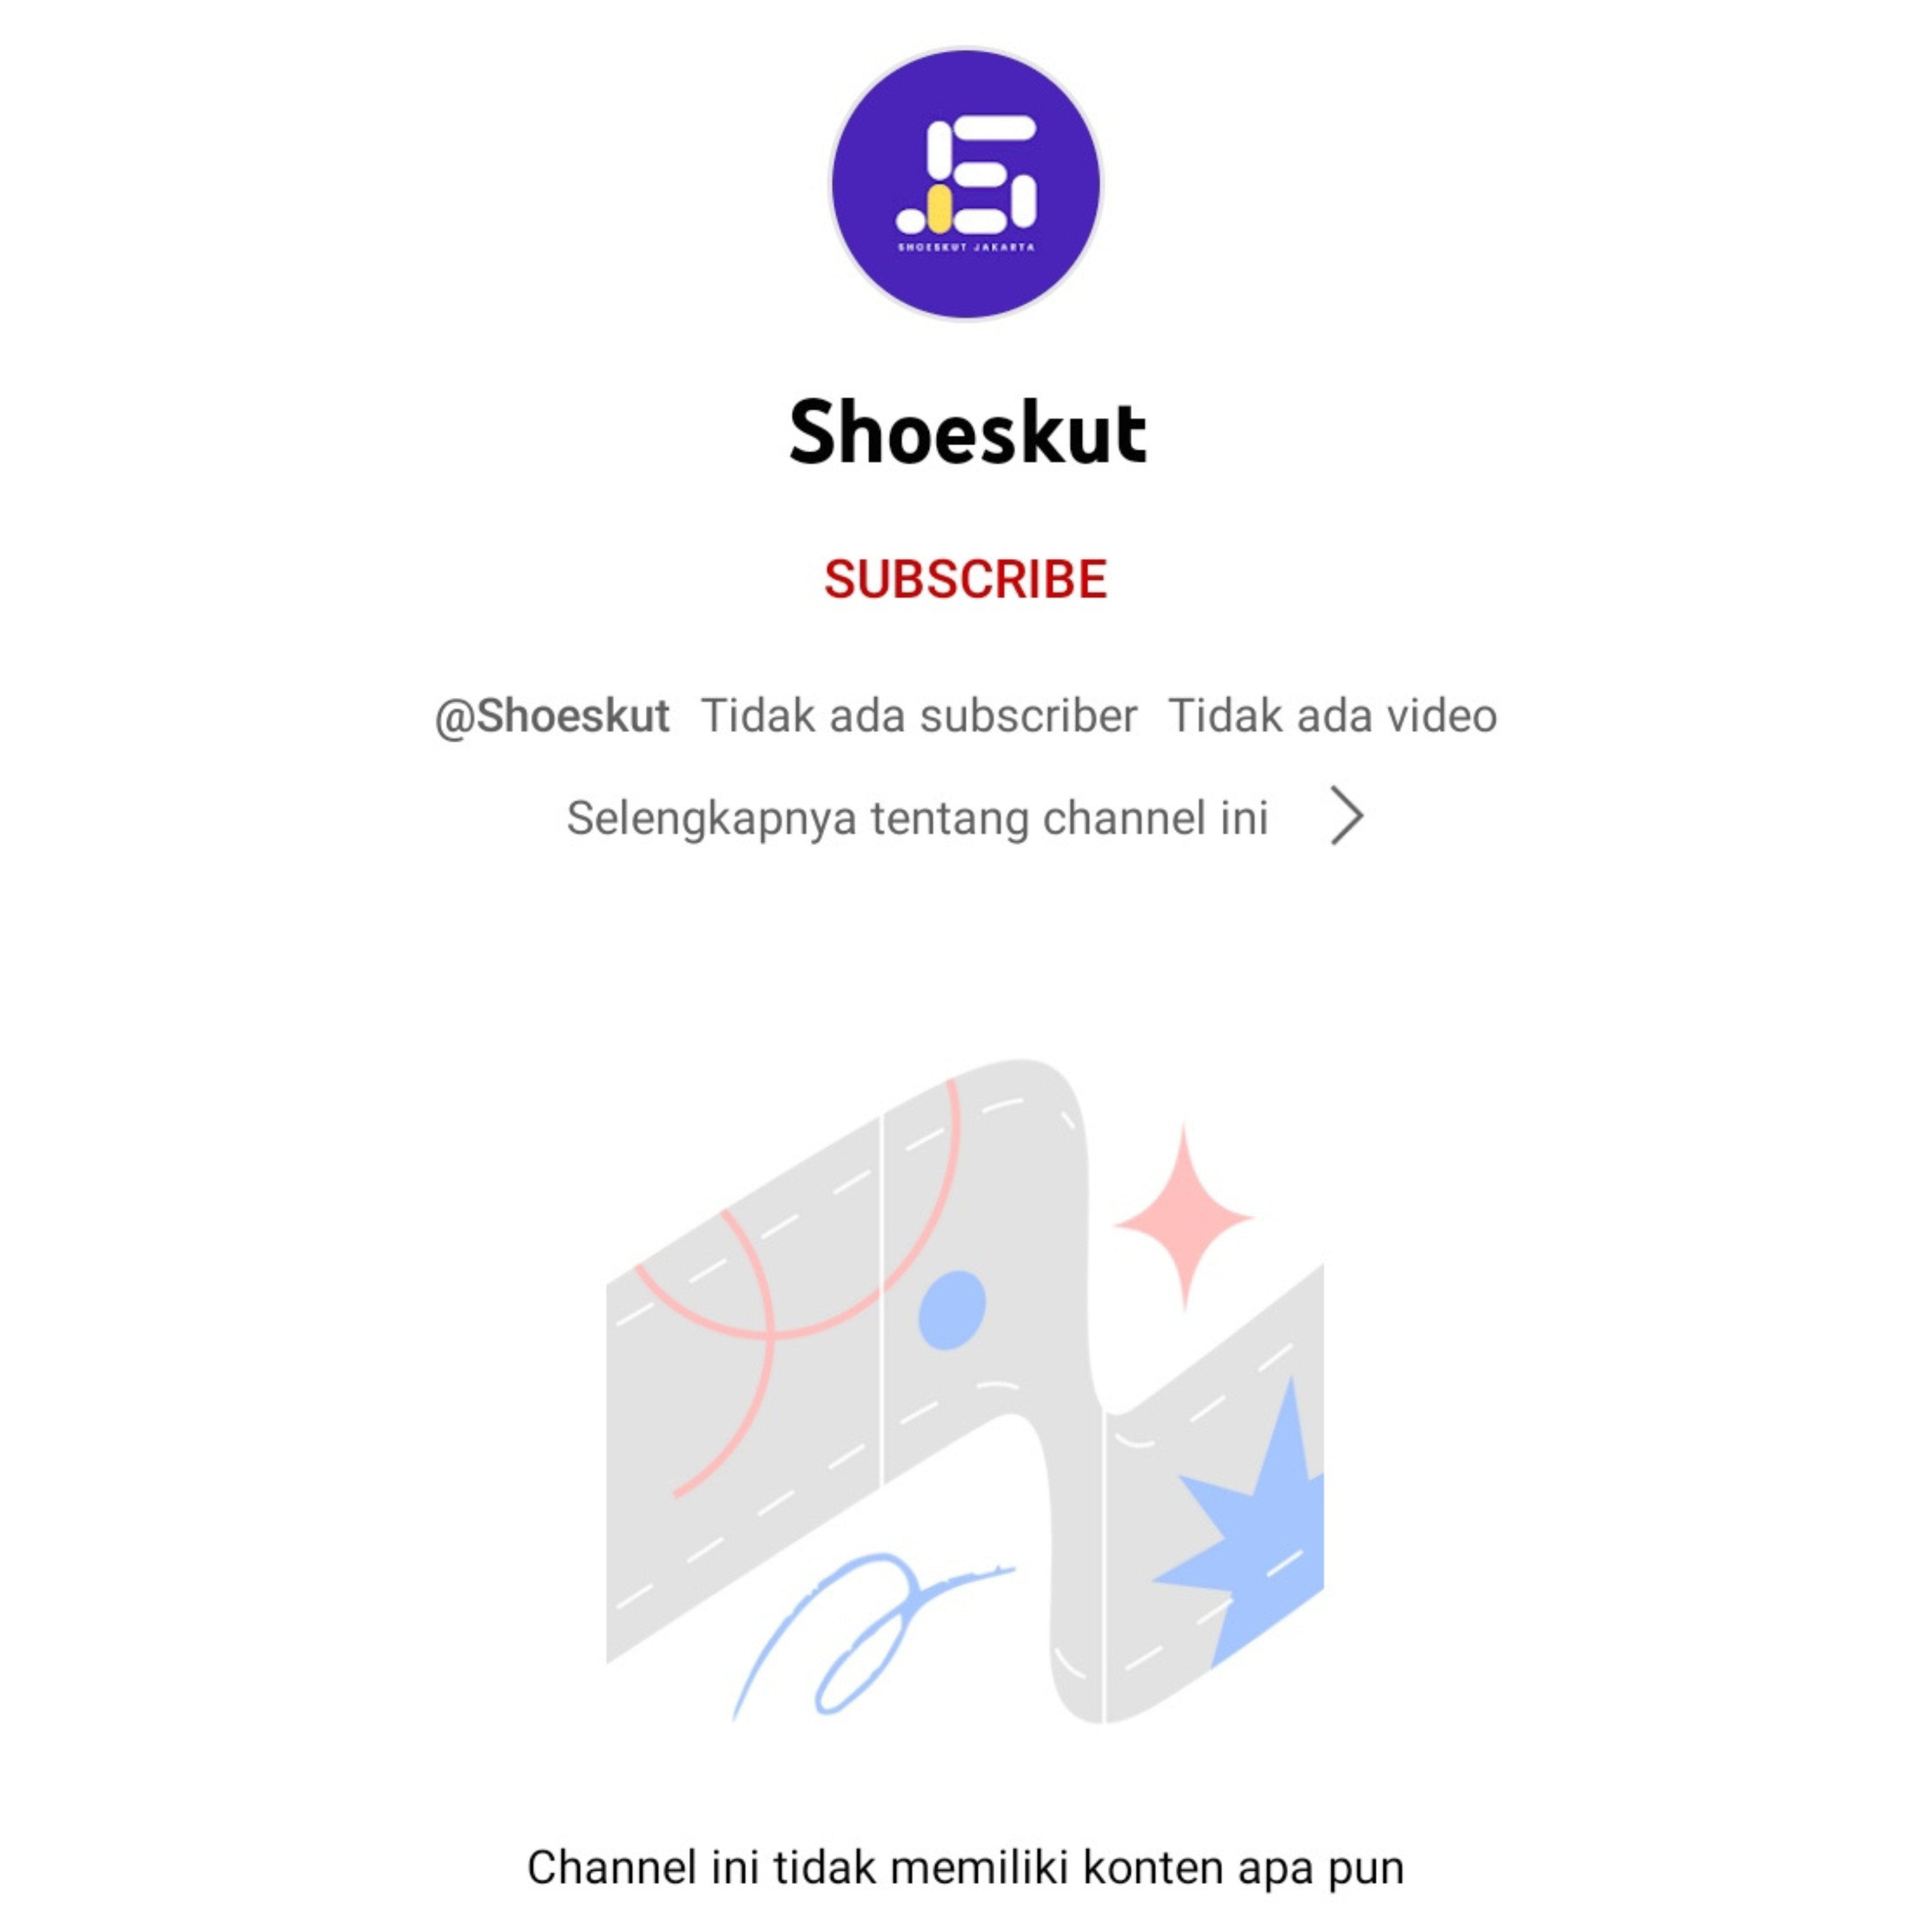 SHOESKUT JAKARTA
Shoeskut
SUBSCRIBE
@Shoeskut Tidak ada subscriber Tidak ada video
Selengkapnya tentang channel ini
Channel ini tidak memiliki konten apa pun